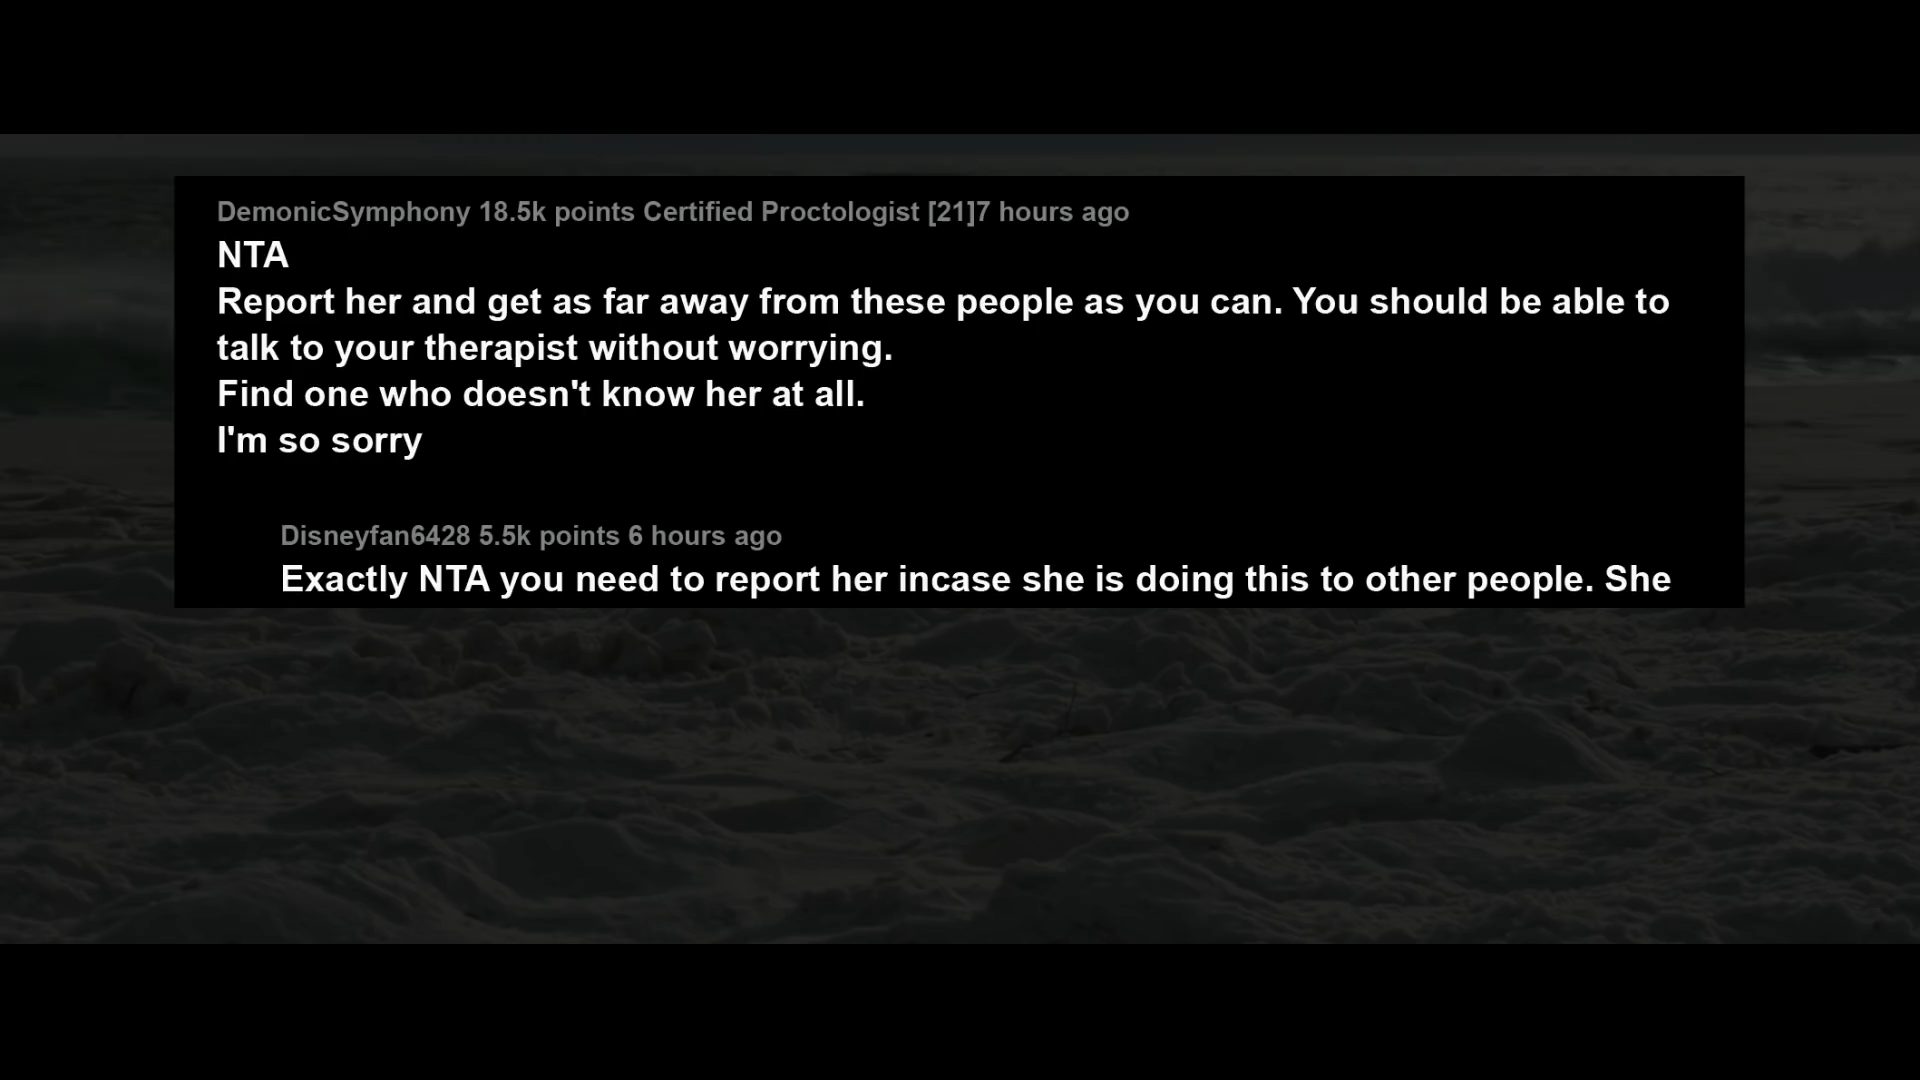 DemonicSymphony 18.5k points Certified Proctologist [21]7 hours ago
NTA
Report her and get as far away from these people as you can. You should be able to
talk to your therapist without worrying.
Find one who doesn't know her at all.
I'm so sorry
Disneyfan6428 5.5k points 6 hours ago
Exactly NTA you need to report her incase she is doing this to other people. She